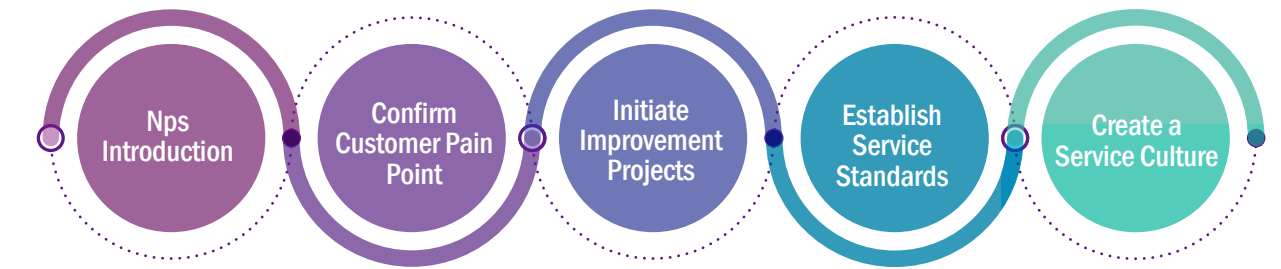 Nps
Introduction
Confirm
Customer Pain
Point
Initiate
Improvement
Projects
Establish
Service
Standards
Create a
Service Culture